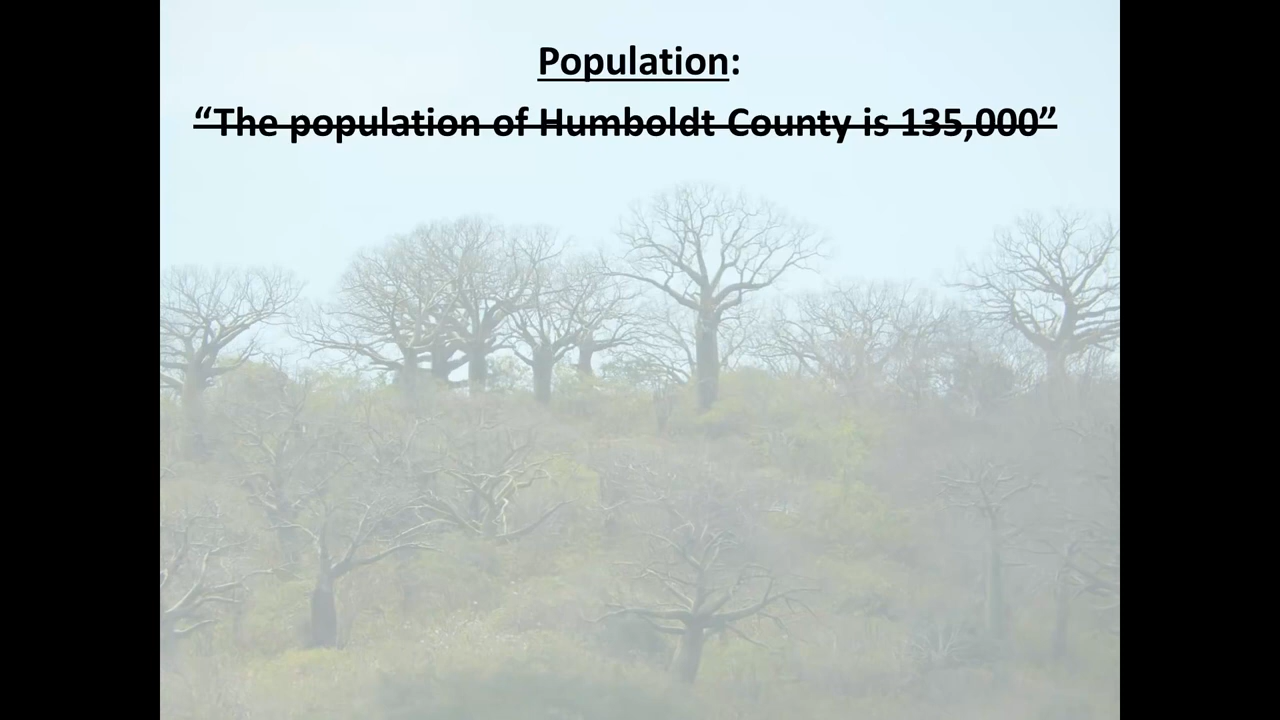 Population:
“The population of Humboldt County is 135,000”